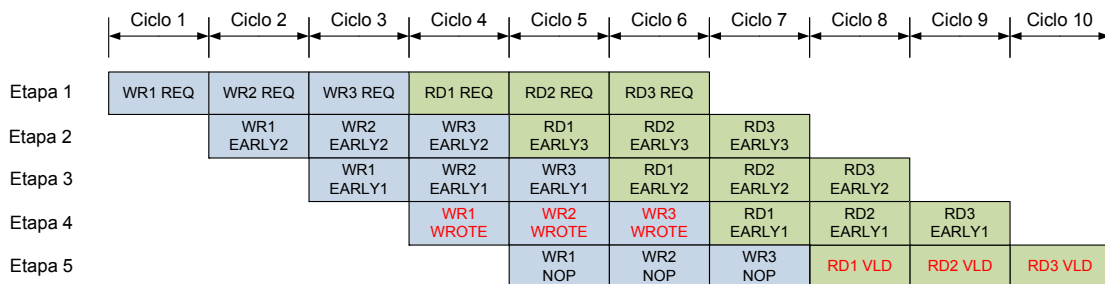 Ciclo 1 Ciclo 2 Ciclo 3 Ciclo 4 Ciclo 5 Ciclo 6 Ciclo 7 Ciclo 8 Ciclo 9 Ciclo 10
Etapa 1 WR1 REQ WR2 REQ WR3 REQ RD1 REQ RD2 REQ RD3 REQ
WR1 WR2 WR3 RD1 RD2 RD3
Etapa 2
EARLY2 EARLY2 EARLY2 EARLY3 EARLY3 EARLY3
WR1 WR2 WR3 RD1 RD2 RD3
Etapa 3
EARLY1 EARLY1 EARLY1 EARLY2 EARLY2 EARLY2
WR1 WR2 WR3 RD1 RD2 RD3
Etapa 4
WROTE WROTE WROTE EARLY1 EARLY1 EARLY1
WR1 WR2 WR3
Etapa 5 RD1 VLD RD2 VLD RD3 VLD
NOP NOP NOP